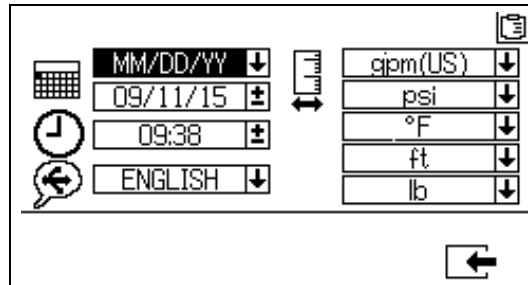 MM/DD/YY
09/11/15
09:38
ENGLISH
gpm(US)
psi
°F
ft
lb